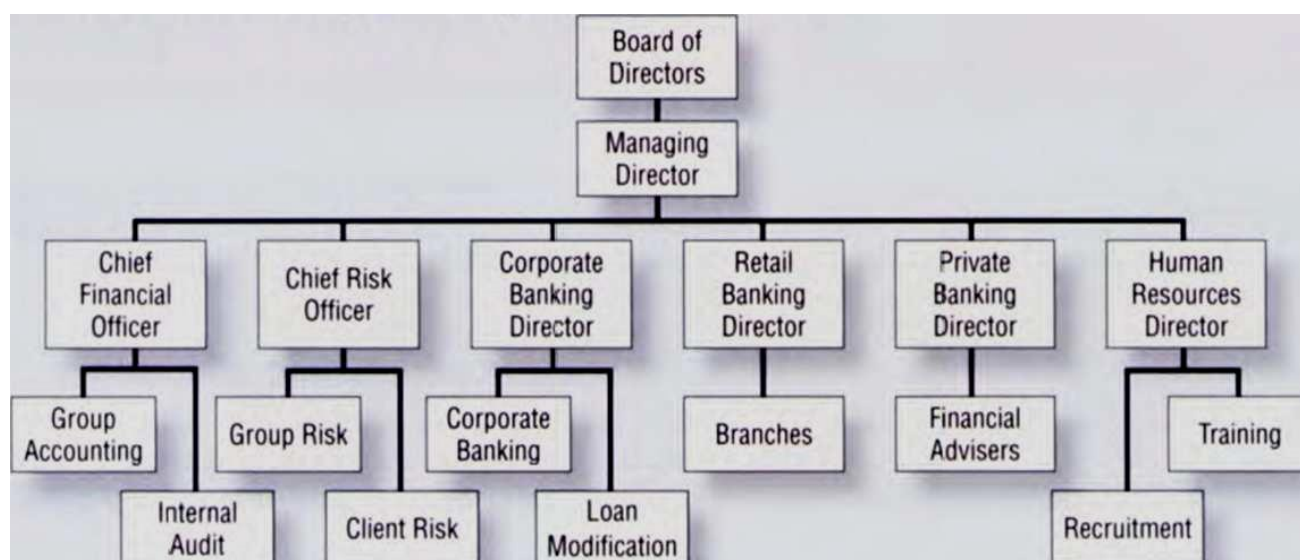 Board of
Directors
Managing
Director
Chief
Financial
Officer
Chief Risk
Officer
Corporate
Banking
Director
Retail
Banking
Director
Private
Banking
Director
Human
Resources
Director
Group
Accounting
Group Risk
Corporate
Banking
Branches
Financial
Advisers
Training
Internal
Audit
Client Risk
Loan
Modification
Recruitment